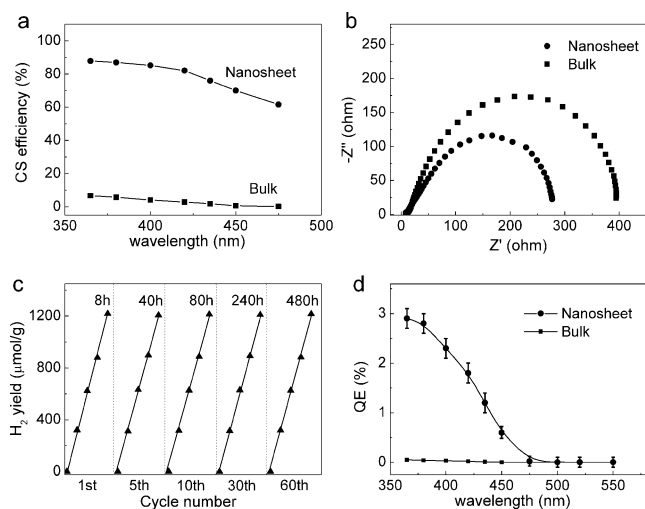 a
CS efficiency (%)
100
80
60
40
20
0
Nanosheet
Bulk
350 400 450 500
wavelength (nm)
b
-Z'' (ohm)
250
200
150
100
50
0
Nanosheet
Bulk
0 100 200 300 400
Z' (ohm)
c
H2 yield (μmol/g)
1200
800
400
0
8h 40h 80h 240h 480h
1st 5th 10th 30th 60th
Cycle number
d
QE (%)
3
2
1
0
Nanosheet
Bulk
350 400 450 500 550
wavelength (nm)